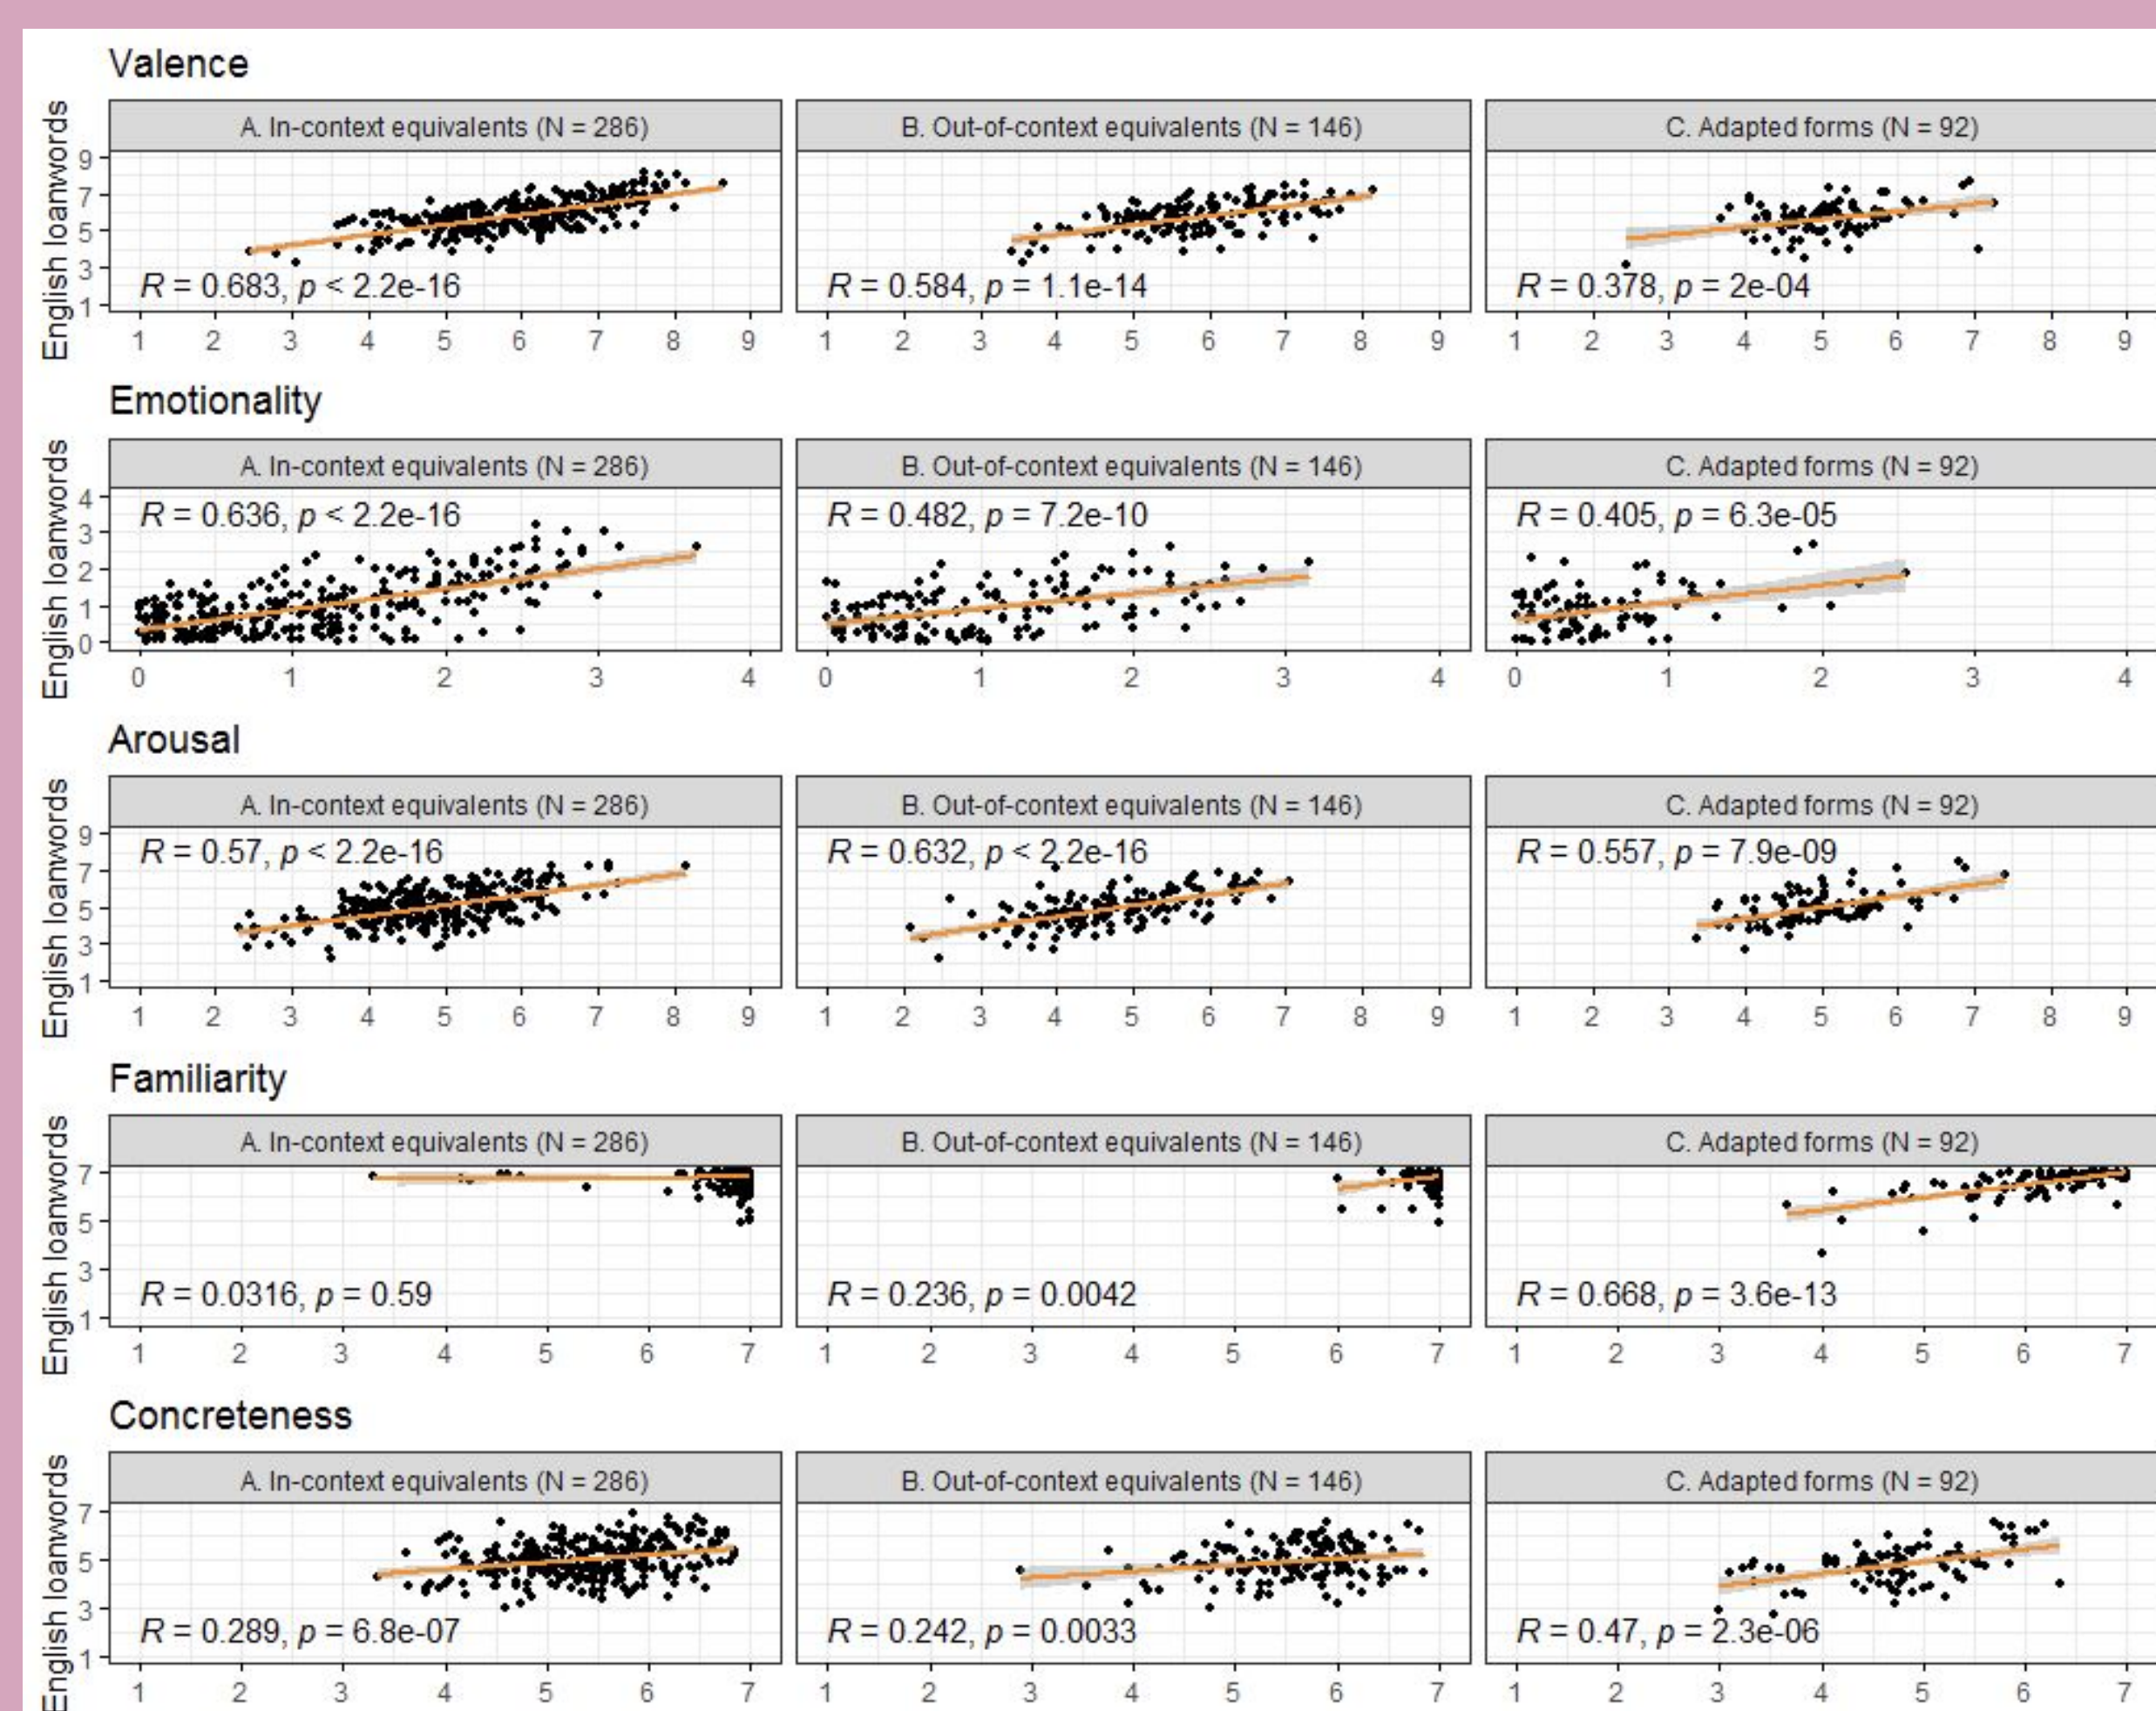 Valence
A. In-context equivalents (N = 286)
B. Out-of-context equivalents (N = 146)
C. Adapted forms (N = 92)
English loanwords
9
7
5
3
1
R = 0.683, p < 2.2e-16
R = 0.584, p = 1.1e-14
R = 0.378, p = 2e-04
1 2 3 4 5 6 7 8 9
1 2 3 4 5 6 7 8 9
1 2 3 4 5 6 7 8 9
Emotionality
A. In-context equivalents (N = 286)
B. Out-of-context equivalents (N = 146)
C. Adapted forms (N = 92)
English loanwords
4
3
2
1
0
R = 0.636, p < 2.2e-16
R = 0.482, p = 7.2e-10
R = 0.405, p = 6.3e-05
0 1 2 3 4
0 1 2 3 4
0 1 2 3 4
Arousal
A. In-context equivalents (N = 286)
B. Out-of-context equivalents (N = 146)
C. Adapted forms (N = 92)
English loanwords
9
7
5
3
1
R = 0.57, p < 2.2e-16
R = 0.632, p < 2.2e-16
R = 0.557, p = 7.9e-09
1 2 3 4 5 6 7 8 9
1 2 3 4 5 6 7 8 9
1 2 3 4 5 6 7 8 9
Familiarity
A. In-context equivalents (N = 286)
B. Out-of-context equivalents (N = 146)
C. Adapted forms (N = 92)
English loanwords
7
5
3
1
R = 0.0316, p = 0.59
R = 0.236, p = 0.0042
R = 0.668, p = 3.6e-13
1 2 3 4 5 6 7
1 2 3 4 5 6 7
1 2 3 4 5 6 7
Concreteness
A. In-context equivalents (N = 286)
B. Out-of-context equivalents (N = 146)
C. Adapted forms (N = 92)
English loanwords
7
5
3
1
R = 0.289, p = 6.8e-07
R = 0.242, p = 0.0033
R = 0.47, p = 2.3e-06
1 2 3 4 5 6 7
1 2 3 4 5 6 7
1 2 3 4 5 6 7